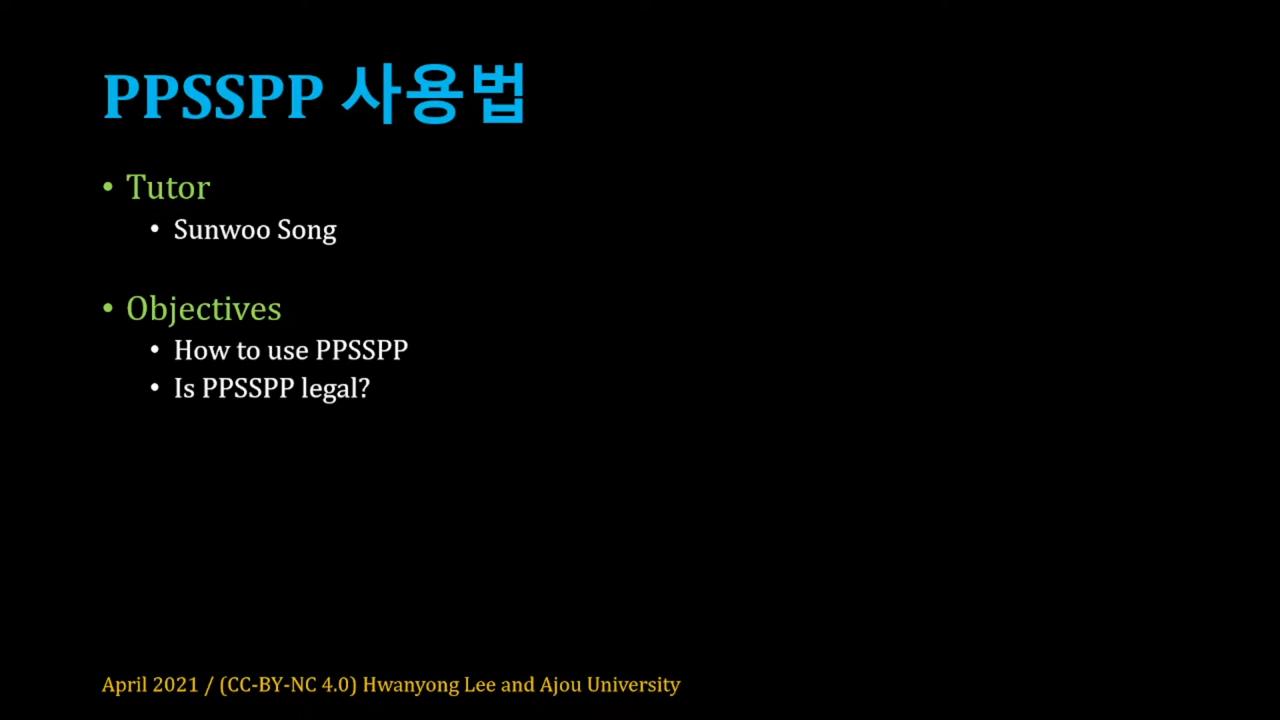 PPSSPP 사용법
• Tutor
• Sunwoo Song
• Objectives
• How to use PPSSPP
• Is PPSSPP legal?
April 2021 / (CC-BY-NC 4.0) Hwanyong Lee and Ajou University